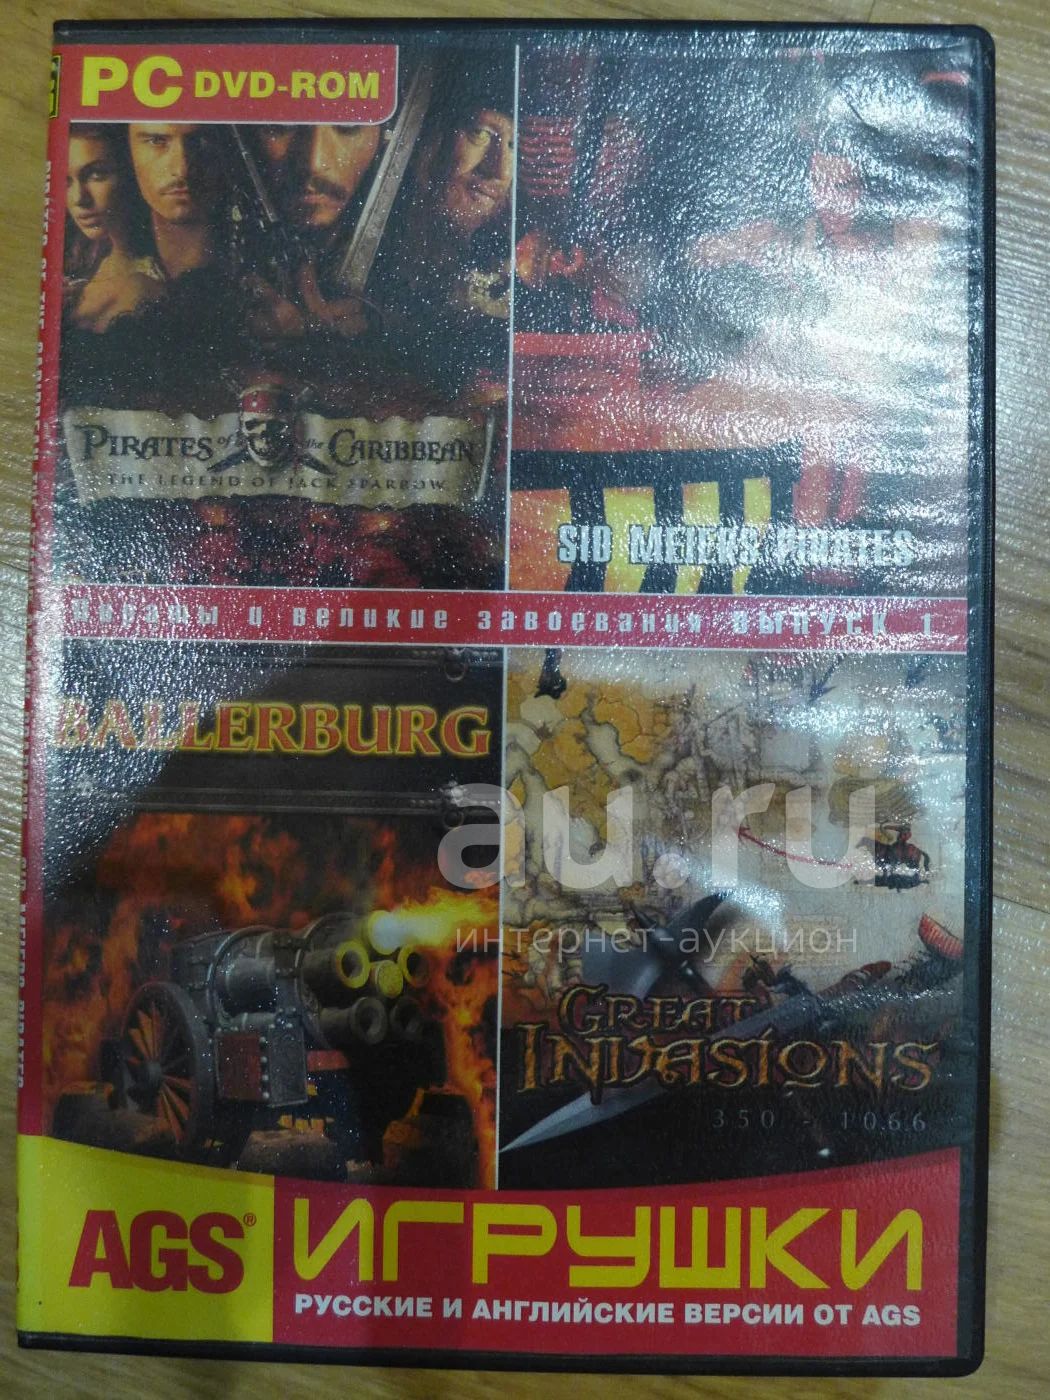 PC DVD-ROM
PIRATES of the CARIBBEAN
THE LEGEND OF JACK SPARROW
SID MEIERS PIRATES
Пираты и великие завоевания выпуск 1
BALLERBURG
au.ru
интернет-аукцион
GREAT
INVASIONS
350 - 1066
AGS®
ИГРУШКИ
РУССКИЕ И АНГЛИЙСКИЕ ВЕРСИИ ОТ AGS